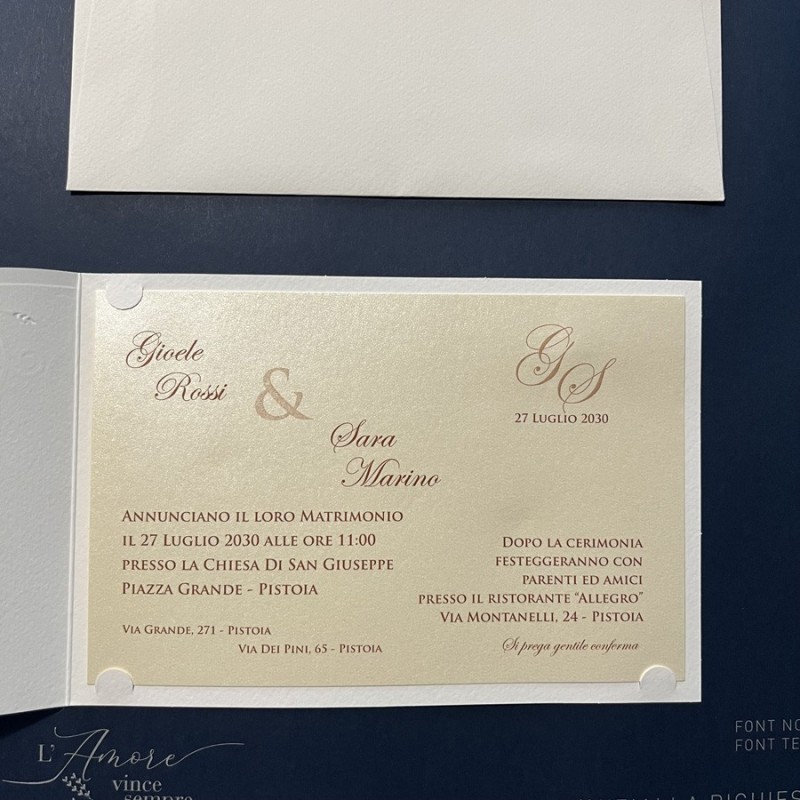 Gioele
Rossi
&
Sara
Marino
G S
27 Luglio 2030
Annunciano il loro Matrimonio
il 27 Luglio 2030 alle ore 11:00
presso la Chiesa Di San Giuseppe
Piazza Grande - Pistoia
Via Grande, 271 - Pistoia
Via Dei Pini, 65 - Pistoia
Dopo la cerimonia
festeggeranno con
parenti ed amici
presso il ristorante “Allegro”
Via Montanelli, 24 - Pistoia
Si prega gentile conferma
L'Amore
vince
sempre
FONT
FONT